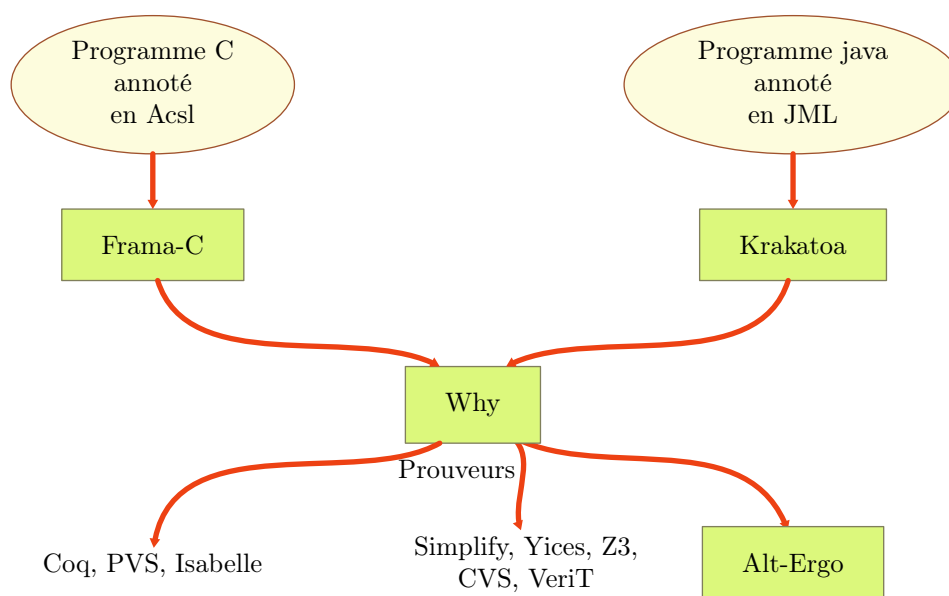 Programme C
annoté
en Acsl
Programme java
annoté
en JML
Frama-C
Krakatoa
Why
Prouveurs
Coq, PVS, Isabelle
Simplify, Yices, Z3,
CVS, VeriT
Alt-Ergo